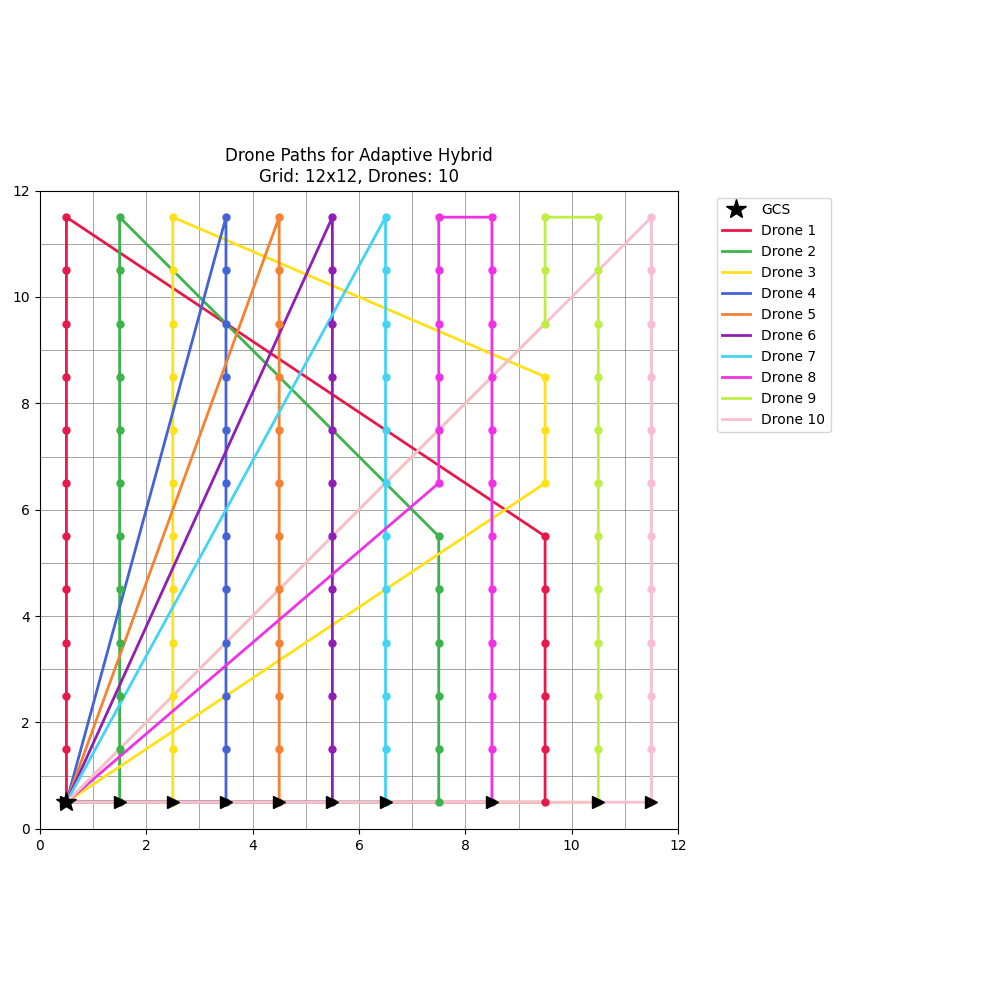 Drone Paths for Adaptive Hybrid
Grid: 12x12, Drones: 10
12
10
8
6
4
2
0
0 2 4 6 8 10 12
GCS
Drone 1
Drone 2
Drone 3
Drone 4
Drone 5
Drone 6
Drone 7
Drone 8
Drone 9
Drone 10